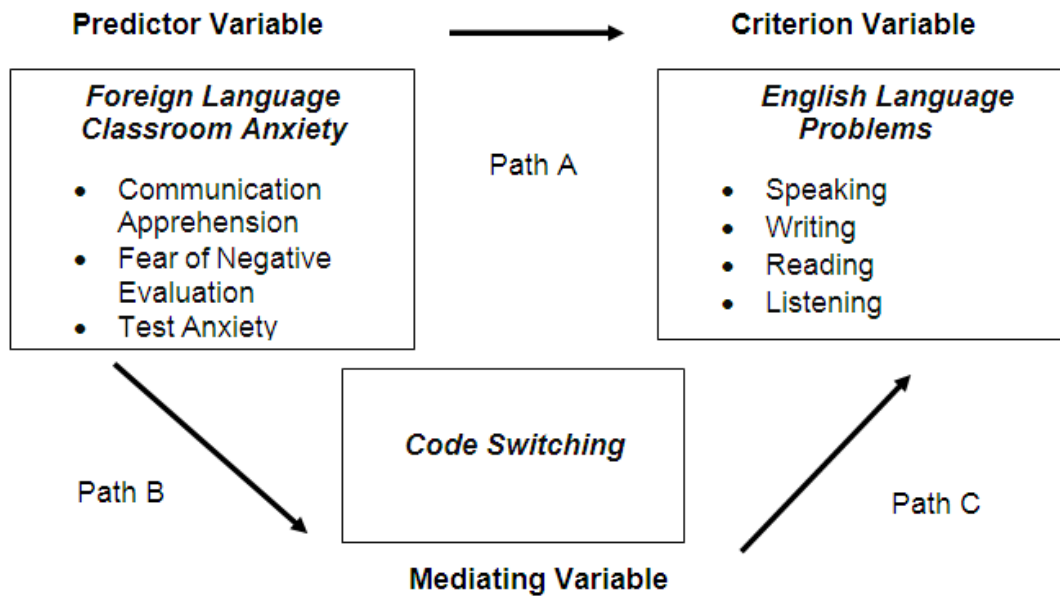 Predictor Variable
Criterion Variable
Foreign Language
Classroom Anxiety
• Communication
Apprehension
• Fear of Negative
Evaluation
• Test Anxiety
Path A
English Language
Problems
• Speaking
• Writing
• Reading
• Listening
Code Switching
Path B
Path C
Mediating Variable